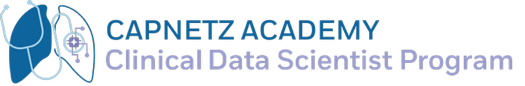 CAPNETZ ACADEMY
Clinical Data Scientist Program